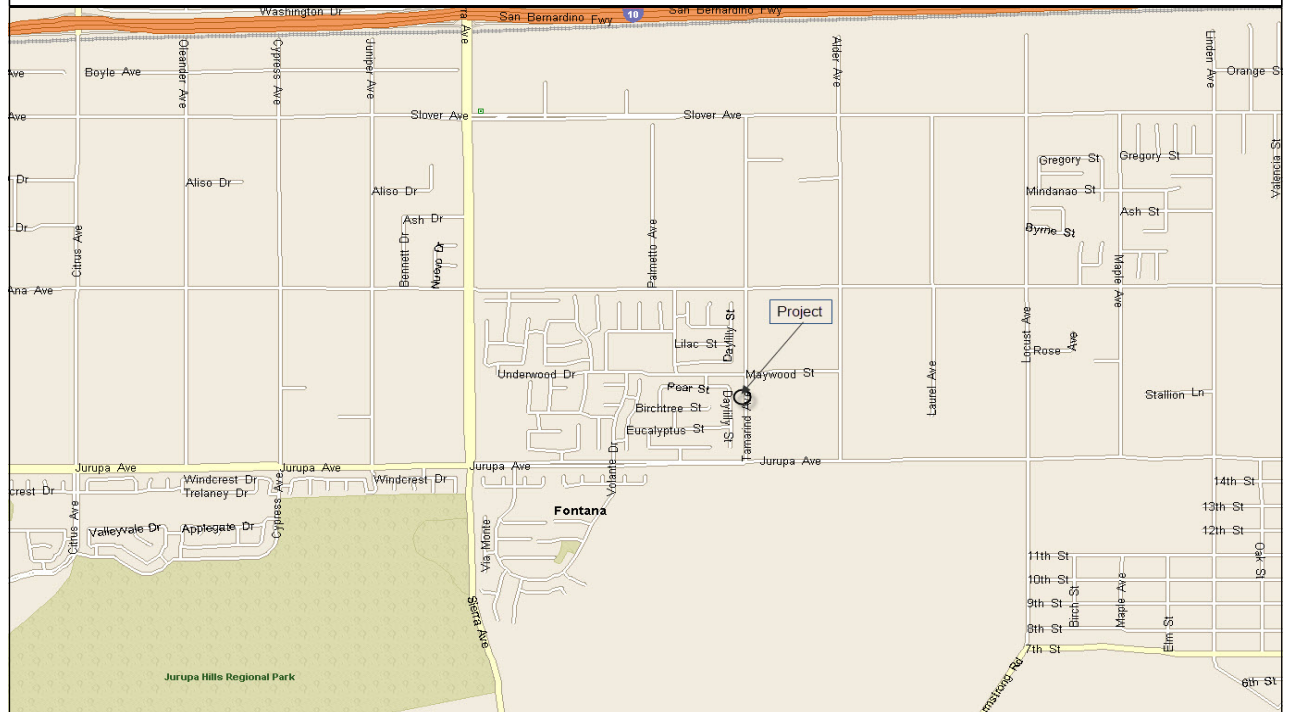 Washington Dr
San Bernardino Fwy
10
San Bernardino Fwy
rra Ave
Oleander Ave
Cypress Ave
Juniper Ave
Alder Ave
Linden Ave
Ave
Boyle Ave
Orange S
Ave
Slover Ave
Slover Ave
Valencia St
Gregory St
Gregory St
Dr
Aliso Dr
Aliso Dr
Mindanao St
Ash Dr
Ash St
Dr
Citrus Ave
Bennett Dr
Nuevo Dr
Palmetto Ave
Byrne St
Maple Ave
Ana Ave
Project
Daylily St
Locust Ave
Lilac St
Rose Ave
Underwood Dr
Maywood St
Laurel Ave
Pear St
Stallion Ln
Daylily St
Tamarind Ave
Birchtree St
Eucalyptus St
Volante Dr
Jurupa Ave
Jurupa Ave
Jurupa Ave
Jurupa Ave
crest Dr
Windcrest Dr
Windcrest Dr
Trelaney Dr
14th St
Citrus Ave
Cypress Ave
Fontana
13th St
Valleyvale Dr
Applegate Dr
12th St
Via Monte
Oak St
11th St
10th St
Birch St
Maple Ave
9th St
Elm St
Sierra Ave
8th St
7th St
Jurupa Hills Regional Park
mstrong Rd
6th St